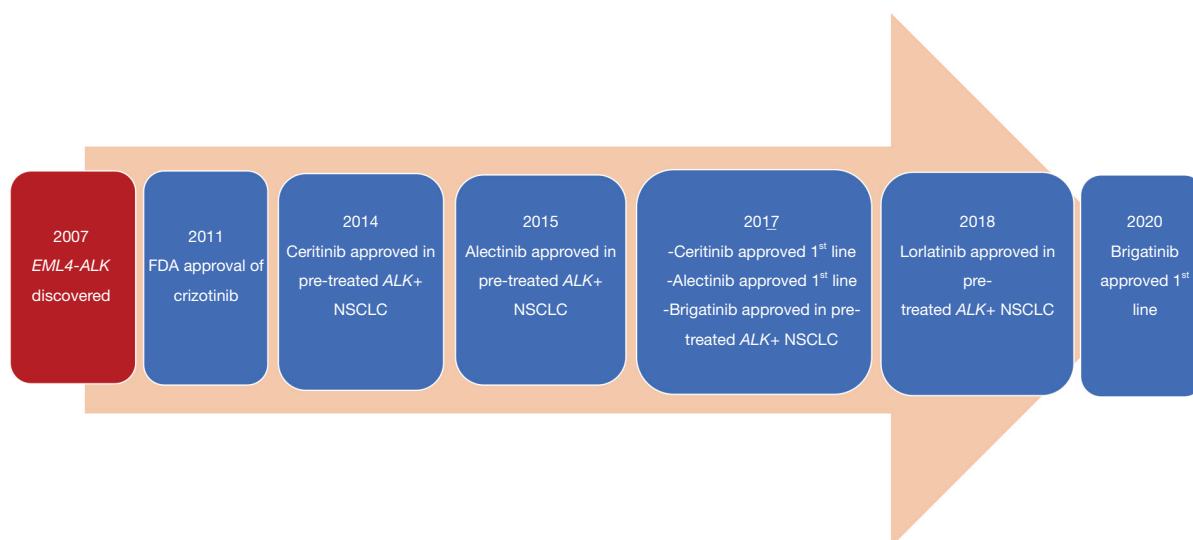 2007
EML4-ALK
discovered
2011
FDA approval of
crizotinib
2014
Ceritinib approved in
pre-treated ALK+
NSCLC
2015
Alectinib approved in
pre-treated ALK+
NSCLC
2017
-Ceritinib approved 1st line
-Alectinib approved 1st line
-Brigatinib approved in pre-
treated ALK+ NSCLC
2018
Lorlatinib approved in
pre-
treated ALK+ NSCLC
2020
Brigatinib
approved 1st
line